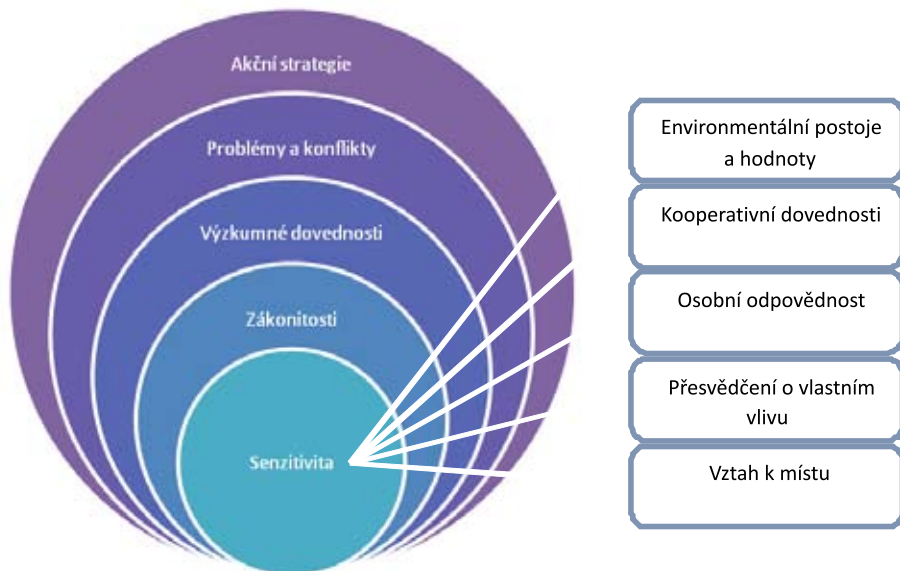 Akční strategie
Problémy a konflikty
Výzkumné dovednosti
Zákonitosti
Senzitivita
Environmentální postoje
a hodnoty
Kooperativní dovednosti
Osobní odpovědnost
Přesvědčení o vlastním
vlivu
Vztah k místu